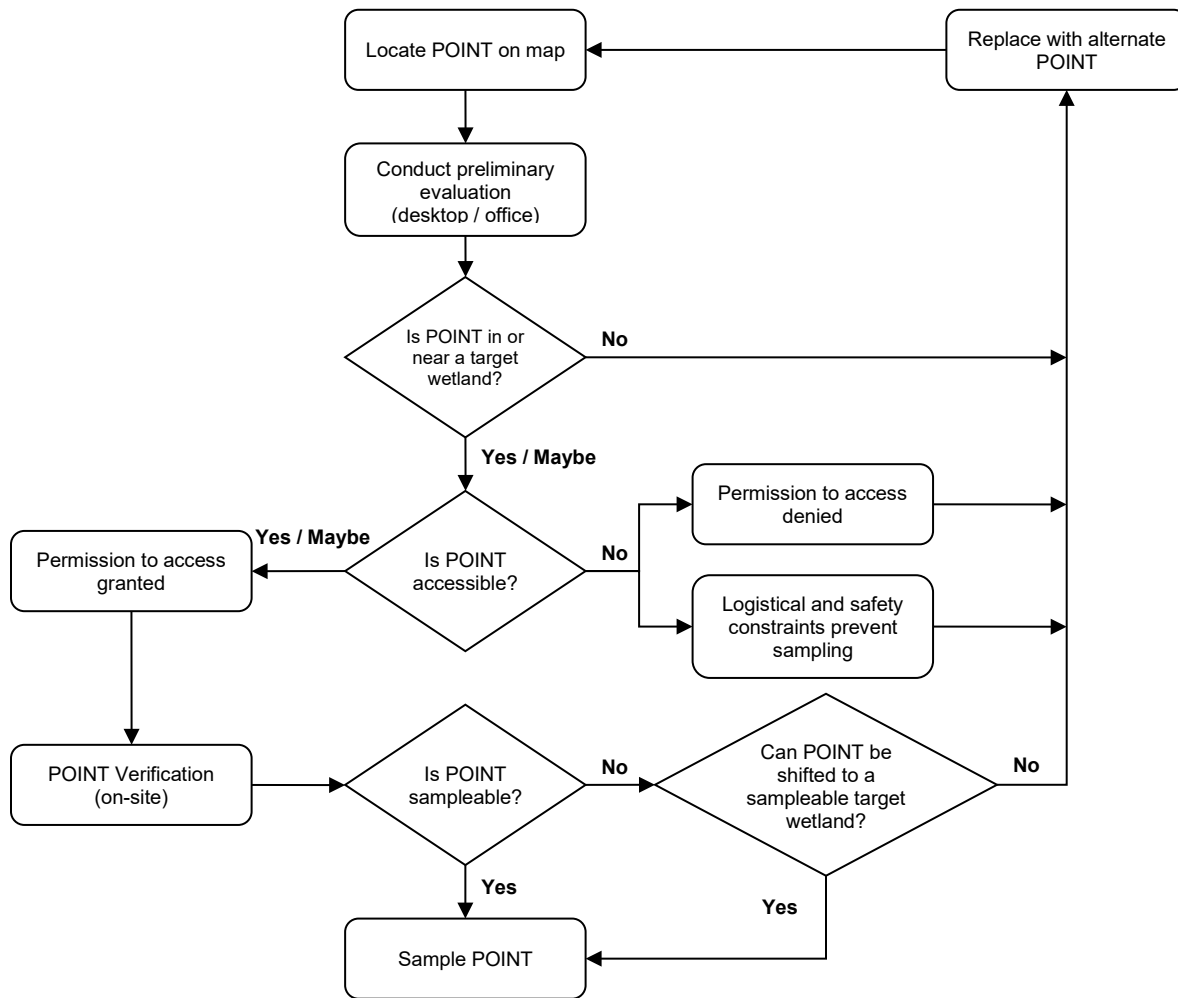 Locate POINT on map
Replace with alternate
POINT
Conduct preliminary
evaluation
(desktop / office)
Is POINT in or
near a target
wetland?
No
Yes / Maybe
Permission to access
denied
Yes / Maybe
Permission to access
granted
Is POINT
accessible?
No
Logistical and safety
constraints prevent
sampling
POINT Verification
(on-site)
Is POINT
sampleable?
No
Can POINT be
shifted to a
sampleable target
wetland?
No
Yes
Yes
Sample POINT